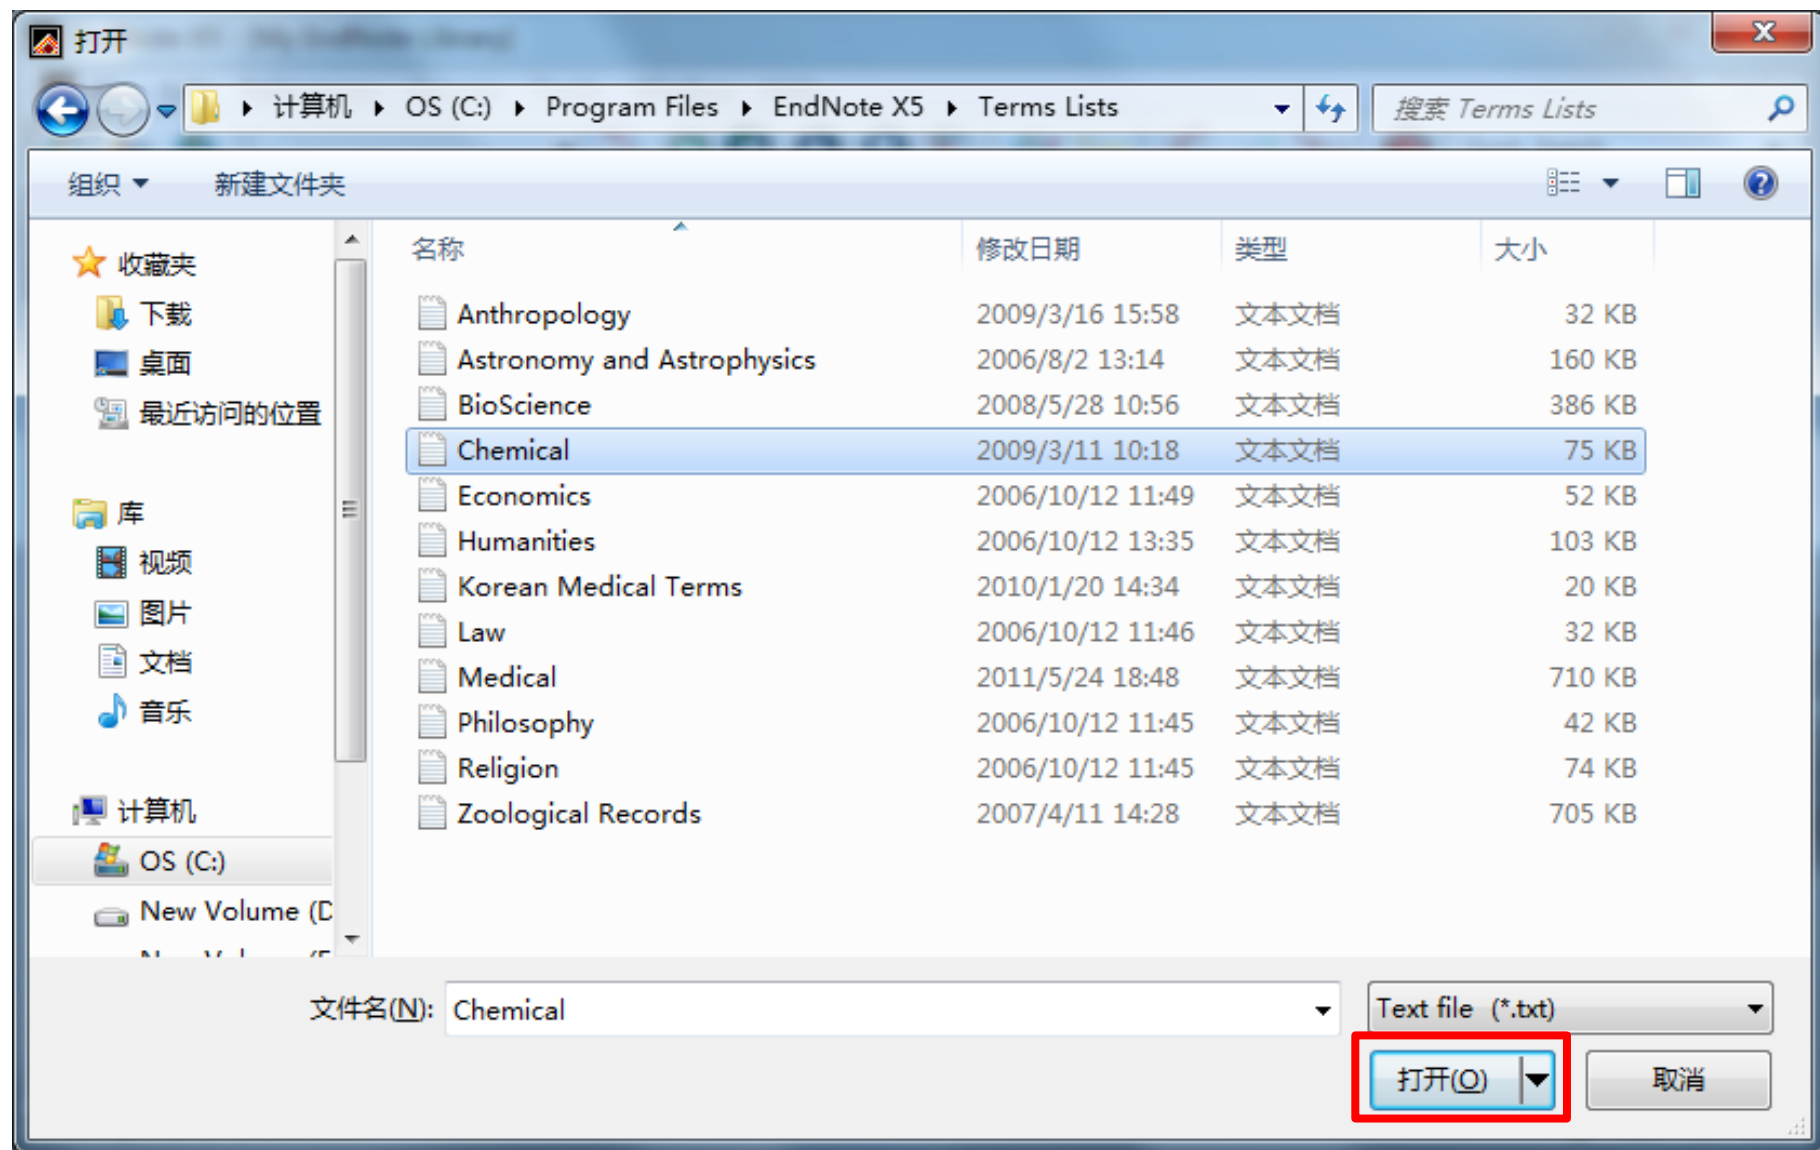 打开
计算机 OS (C:) Program Files EndNote X5 Terms Lists 搜索 Terms Lists
组织 新建文件夹
名称 修改日期 类型 大小
收藏夹
下载
桌面
最近访问的位置
库
视频
图片
文档
音乐
计算机
OS (C:)
New Volume (D
Anthropology 2009/3/16 15:58 文本文档 32 KB
Astronomy and Astrophysics 2006/8/2 13:14 文本文档 160 KB
BioScience 2008/5/28 10:56 文本文档 386 KB
Chemical 2009/3/11 10:18 文本文档 75 KB
Economics 2006/10/12 11:49 文本文档 52 KB
Humanities 2006/10/12 13:35 文本文档 103 KB
Korean Medical Terms 2010/1/20 14:34 文本文档 20 KB
Law 2006/10/12 11:46 文本文档 32 KB
Medical 2011/5/24 18:48 文本文档 710 KB
Philosophy 2006/10/12 11:45 文本文档 42 KB
Religion 2006/10/12 11:45 文本文档 74 KB
Zoological Records 2007/4/11 14:28 文本文档 705 KB
文件名(N): Chemical Text file (*.txt)
打开(O) 取消